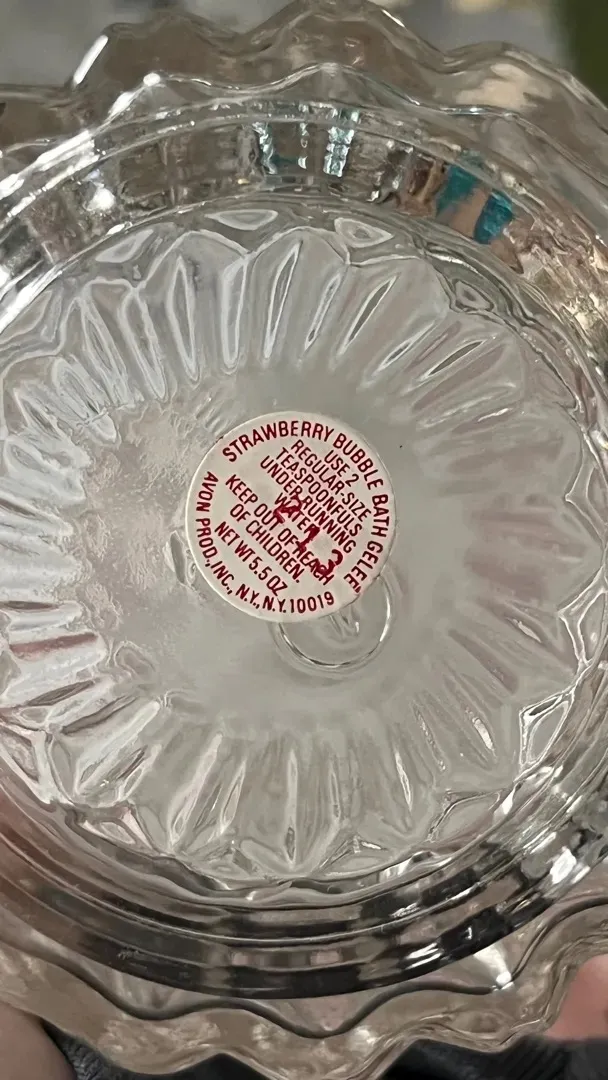 STRAWBERRY BUBBLE BATH GELEE
USE 2
REGULAR-SIZE
TEASPOONFULS
UNDER RUNNING
WATER.
KEEP OUT OF REACH
OF CHILDREN.
NET WT 5.5 OZ
AVON PROD., INC., N.Y., N.Y. 10019